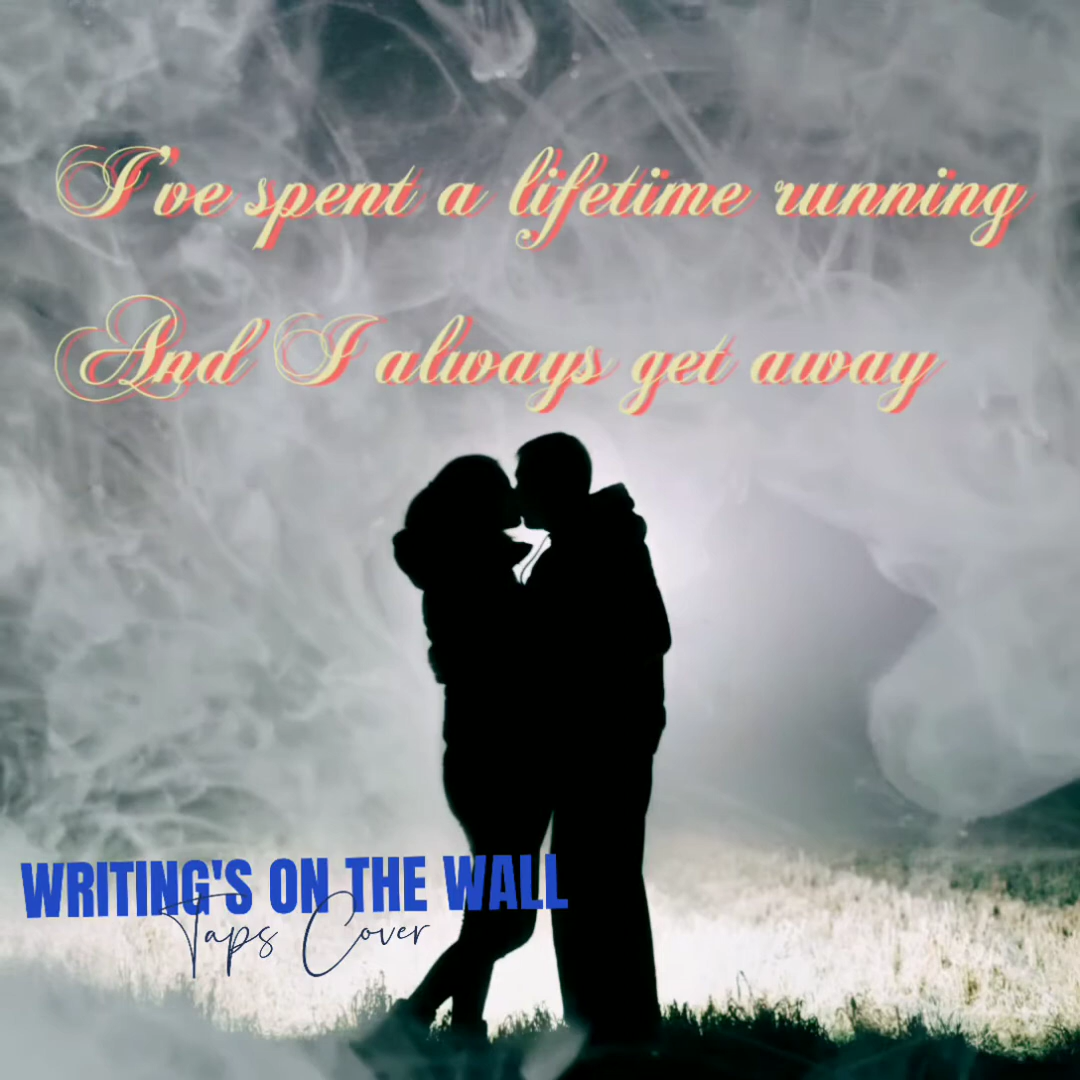 I've spent a lifetime running
And I always get away
WRITING'S ON THE WALL
Taps Cover